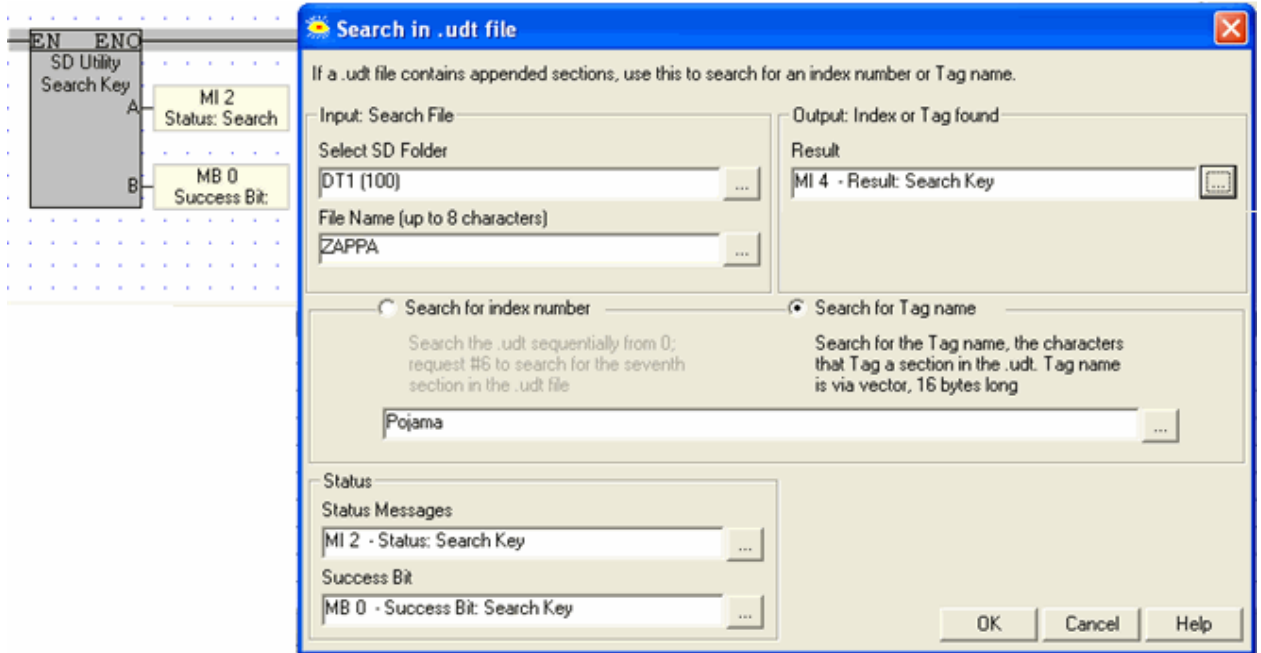 EN ENO
SD Utility
Search Key
A
MI 2
Status: Search
B
MB 0
Success Bit:
Search in .udt file
If a .udt file contains appended sections, use this to search for an index number or Tag name.
Input: Search File
Select SD Folder
DT1 (100)
...
File Name (up to 8 characters)
ZAPPA
...
Output: Index or Tag found
Result
MI 4 - Result: Search Key
...
Search for index number
Search the .udt sequentially from 0;
request #6 to search for the seventh
section in the .udt file
Search for Tag name
Search for the Tag name, the characters
that Tag a section in the .udt. Tag name
is via vector, 16 bytes long
Pojama
...
Status
Status Messages
MI 2 - Status: Search Key
...
Success Bit
MB 0 - Success Bit: Search Key
...
OK
Cancel
Help